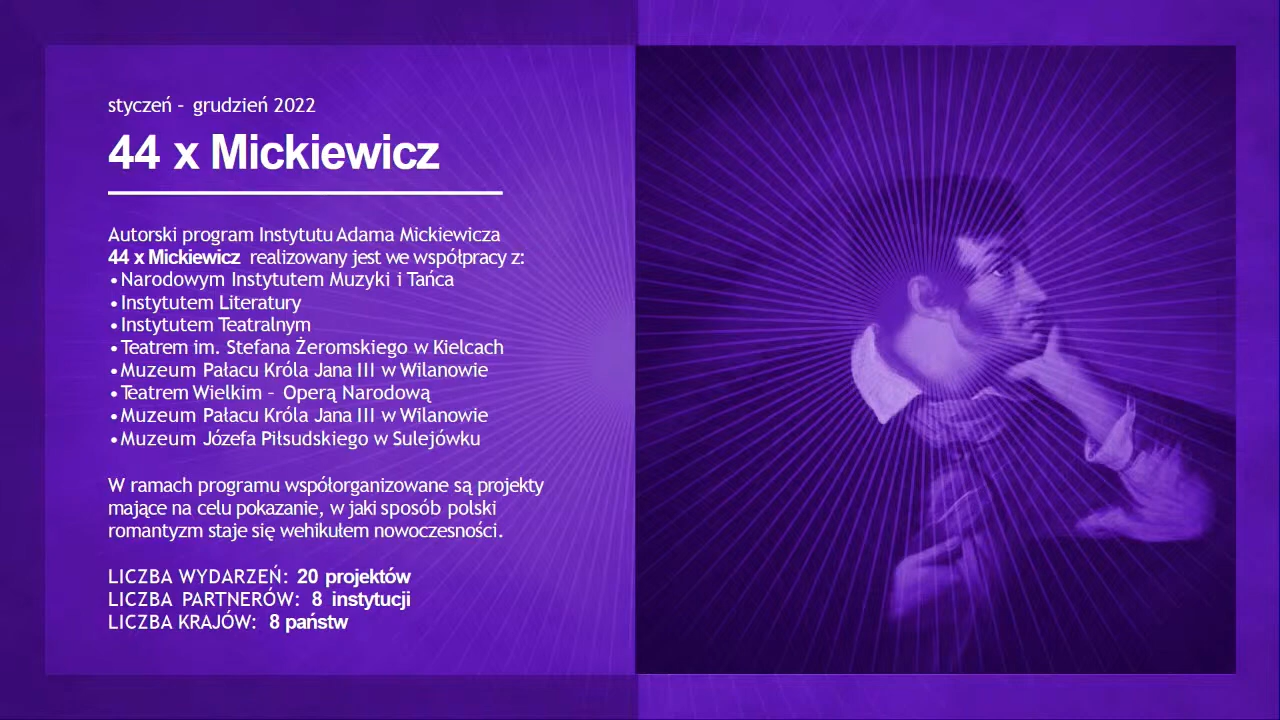 styczeń – grudzień 2022
44 x Mickiewicz
Autorski program Instytutu Adama Mickiewicza
44 x Mickiewicz realizowany jest we współpracy z:
• Narodowym Instytutem Muzyki i Tańca
• Instytutem Literatury
• Instytutem Teatralnym
• Teatrem im. Stefana Żeromskiego w Kielcach
• Muzeum Pałacu Króla Jana III w Wilanowie
• Teatrem Wielkim – Operą Narodową
• Muzeum Pałacu Króla Jana III w Wilanowie
• Muzeum Józefa Piłsudskiego w Sulejówku
W ramach programu współorganizowane są projekty
mające na celu pokazanie, w jaki sposób polski
romantyzm staje się wehikułem nowoczesności.
LICZBA WYDARZEŃ: 20 projektów
LICZBA PARTNERÓW: 8 instytucji
LICZBA KRAJÓW: 8 państw